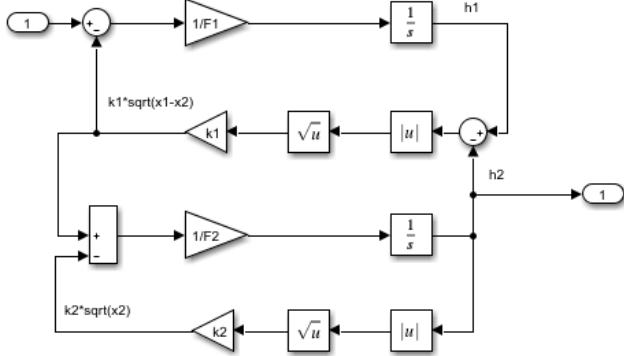 h1
1
+
−
1/F1
1
s
k1*sqrt(x1-x2)
k1
√u
|u|
−
+
h2
1
+
−
1/F2
1
s
k2*sqrt(x2)
k2
√u
|u|